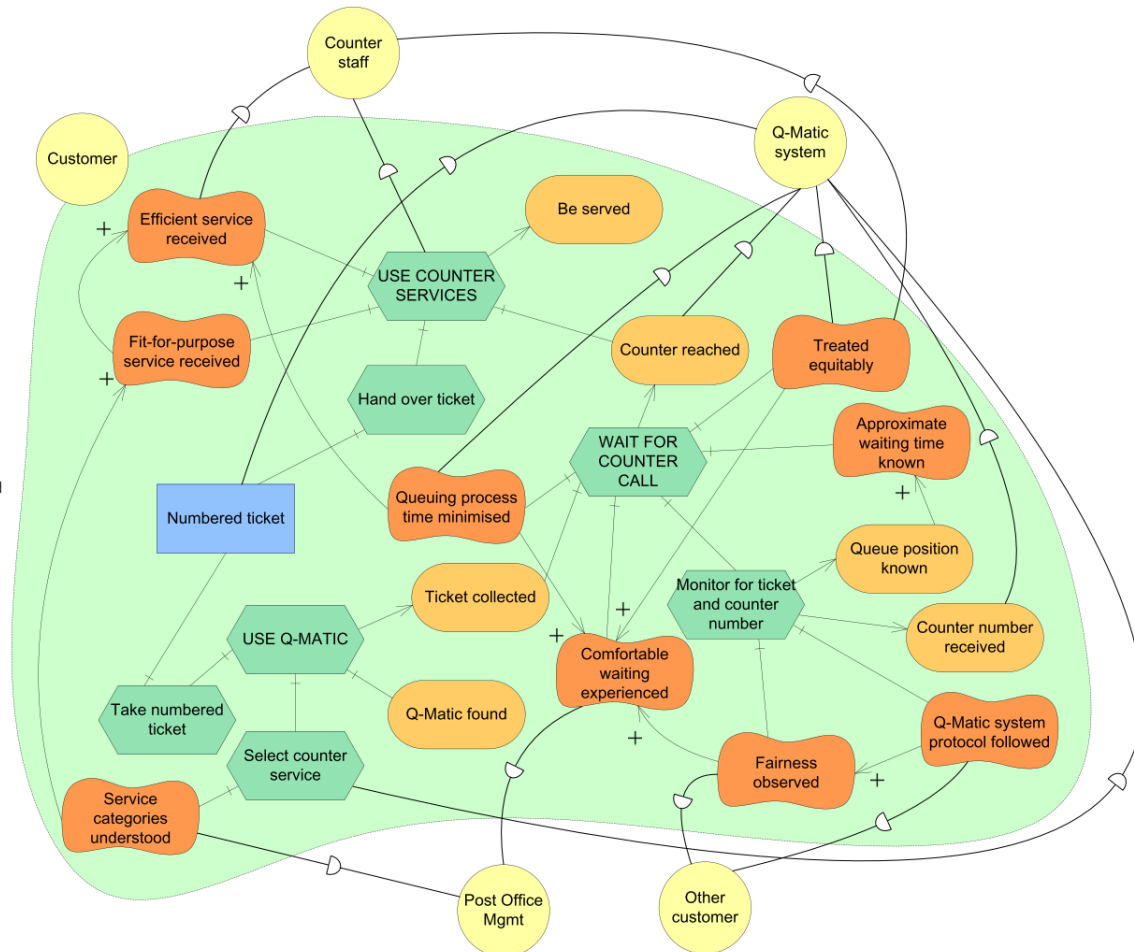 Counter
staff
Customer
Q-Matic
system
Efficient service
received
Be served
+
+
USE COUNTER
SERVICES
Fit-for-purpose
service received
+
Counter reached
Treated
equitably
Hand over ticket
Approximate
waiting time
known
WAIT FOR
COUNTER
CALL
+
Numbered ticket
Queuing process
time minimised
Queue position
known
Ticket collected
Monitor for ticket
and counter
number
+
+
USE Q-MATIC
Counter number
received
Comfortable
waiting
experienced
Q-Matic found
Take numbered
ticket
Q-Matic system
protocol followed
+
Select counter
service
Fairness
observed
+
Service
categories
understood
Post Office
Mgmt
Other
customer